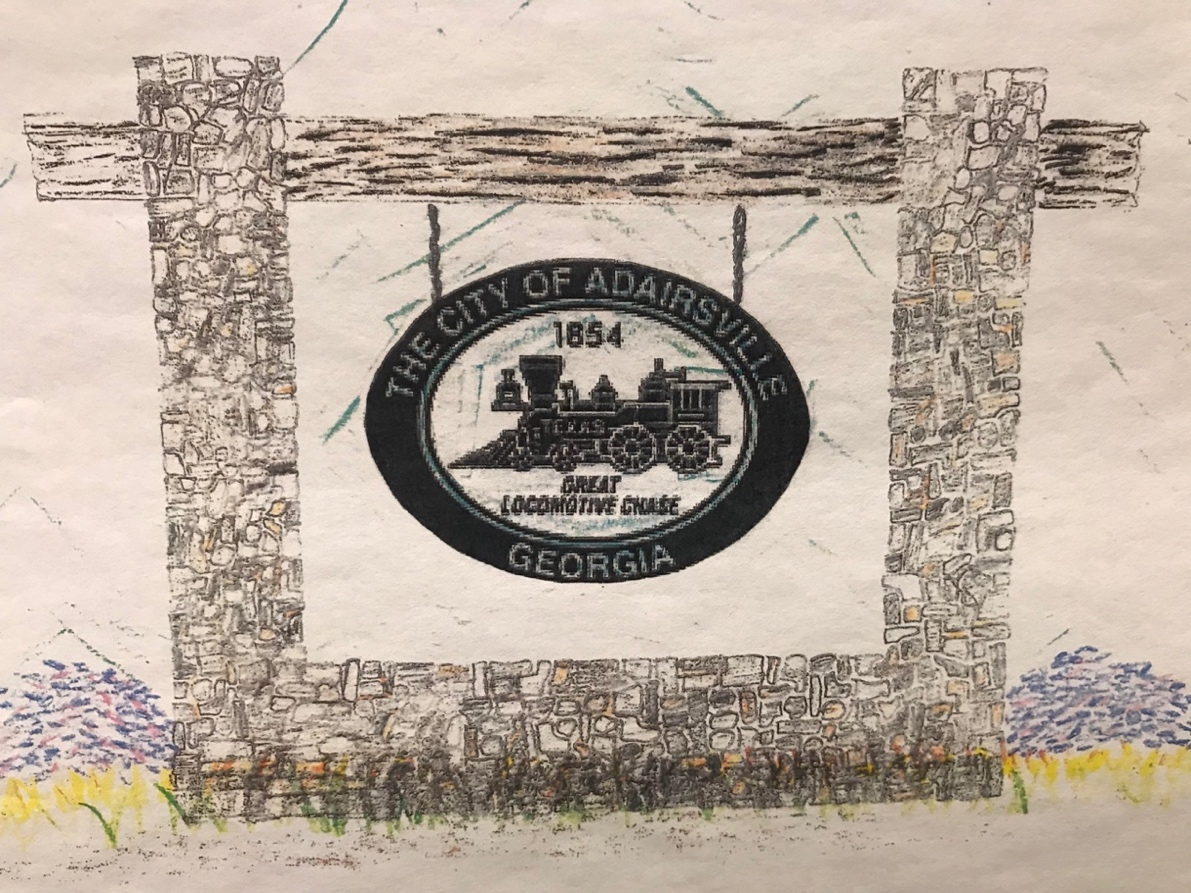 THE CITY OF ADAIRSVILLE
1854
TEXAS
GREAT
LOCOMOTIVE CHASE
GEORGIA